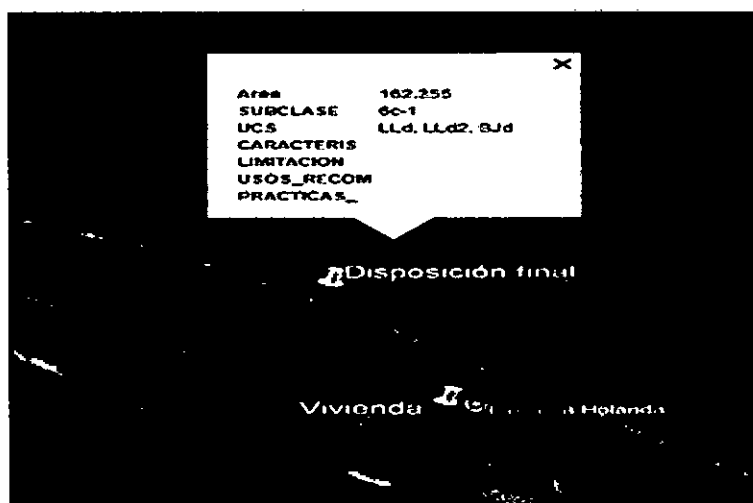 Area 162.255
SUBCLASE 6c-1
UCS LLd, LLd2, SJd
CARACTERIS
LIMITACION
USOS_RECOM
PRACTICAS_
Disposición final
Vivienda a Holanda